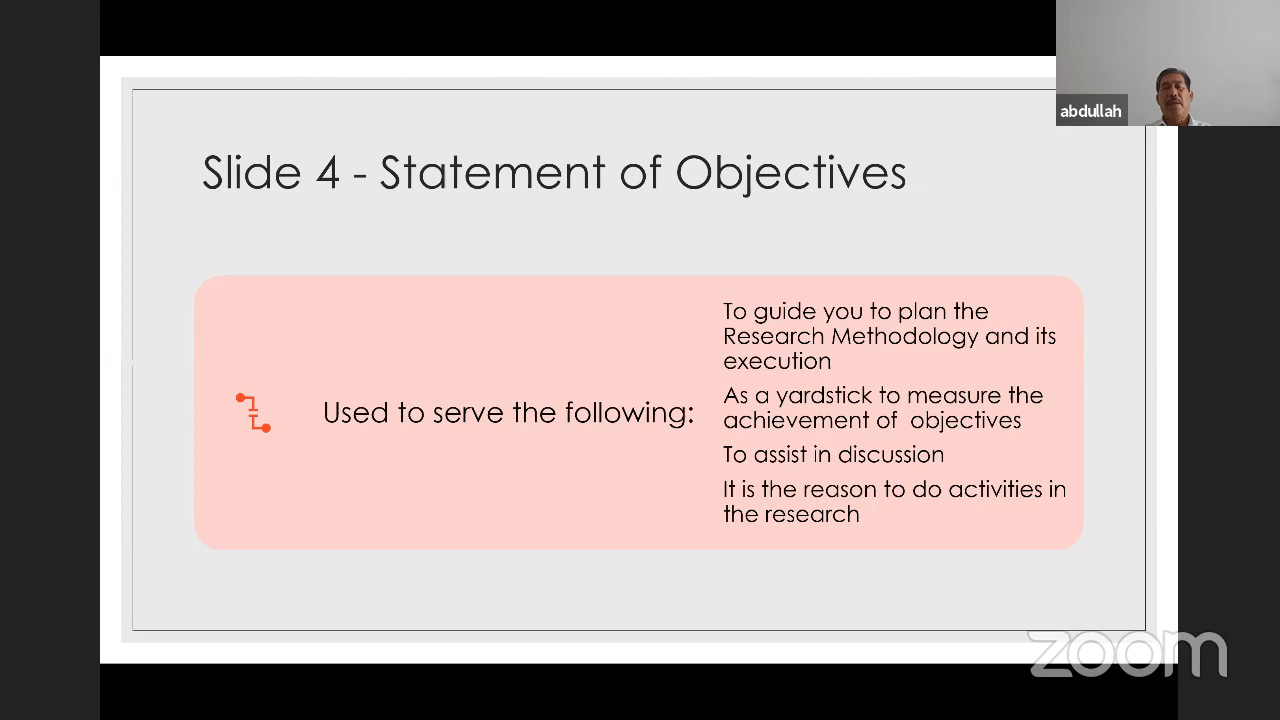 abdullah
Slide 4 - Statement of Objectives
Used to serve the following:
To guide you to plan the
Research Methodology and its
execution
As a yardstick to measure the
achievement of  objectives
To assist in discussion
It is the reason to do activities in
the research
zoom